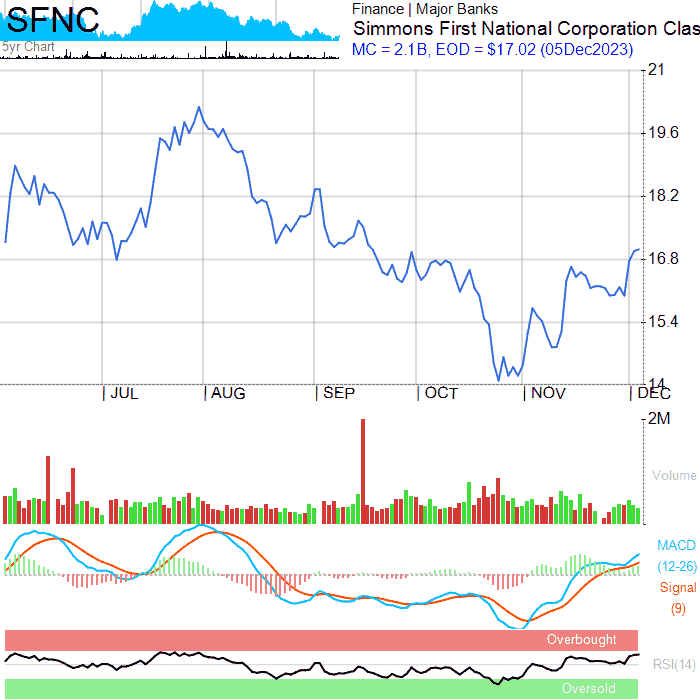 SFNC
5yr Chart
Finance | Major Banks
Simmons First National Corporation Clas
MC = 2.1B, EOD = $17.02 (05Dec2023)
21
19.6
18.2
16.8
15.4
14
| JUL | AUG | SEP | OCT | NOV | DEC
2M
Volume
MACD
(12-26)
Signal
(9)
Overbought
RSI(14)
Oversold